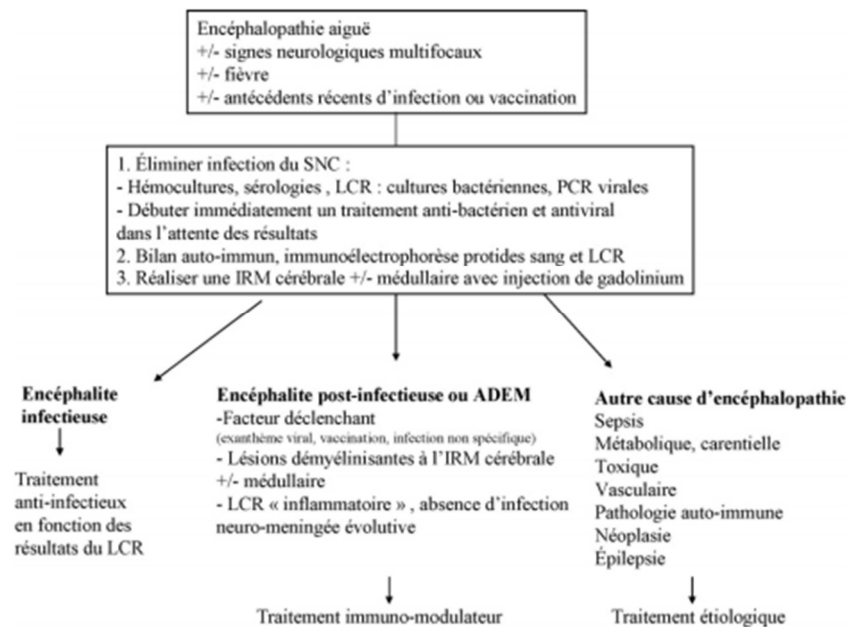 Encéphalopathie aiguë
+/- signes neurologiques multifocaux
+/- fièvre
+/- antécédents récents d'infection ou vaccination
1. Éliminer infection du SNC :
- Hémocultures, sérologies , LCR : cultures bactériennes, PCR virales
- Débuter immédiatement un traitement anti-bactérien et antiviral
dans l'attente des résultats
2. Bilan auto-immun, immunoélectrophorèse protides sang et LCR
3. Réaliser une IRM cérébrale +/- médullaire avec injection de gadolinium
Encéphalite
infectieuse
Traitement
anti-infectieux
en fonction des
résultats du LCR
Encéphalite post-infectieuse ou ADEM
-Facteur déclenchant
(exanthème viral, vaccination, infection non spécifique)
- Lésions démyélinisantes à l'IRM cérébrale
+/- médullaire
- LCR « inflammatoire » , absence d'infection
neuro-meningée évolutive
Traitement immuno-modulateur
Autre cause d'encéphalopathie
Sepsis
Métabolique, carentielle
Toxique
Vasculaire
Pathologie auto-immune
Néoplasie
Épilepsie
Traitement étiologique